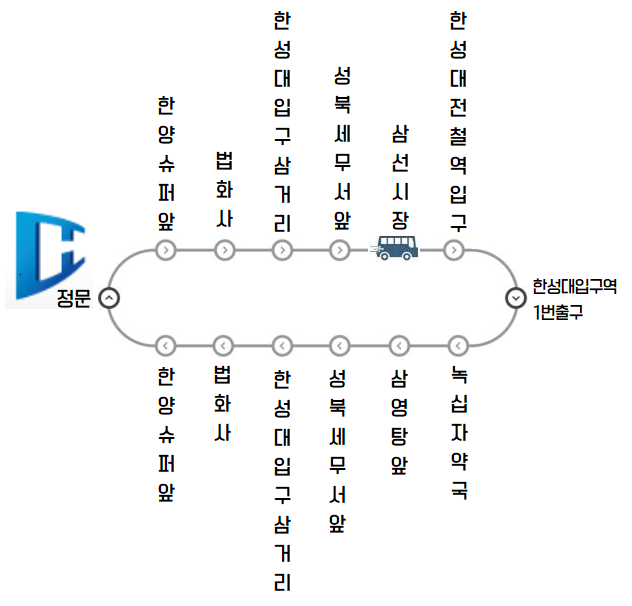 한양슈퍼앞
법화사
한성대입구삼거리
성북세무서앞
삼선시장
한성대전철역입구
정문
한성대입구역
1번출구
한양슈퍼앞
법화사
한성대입구삼거리
성북세무서앞
삼영탕앞
녹십자약국